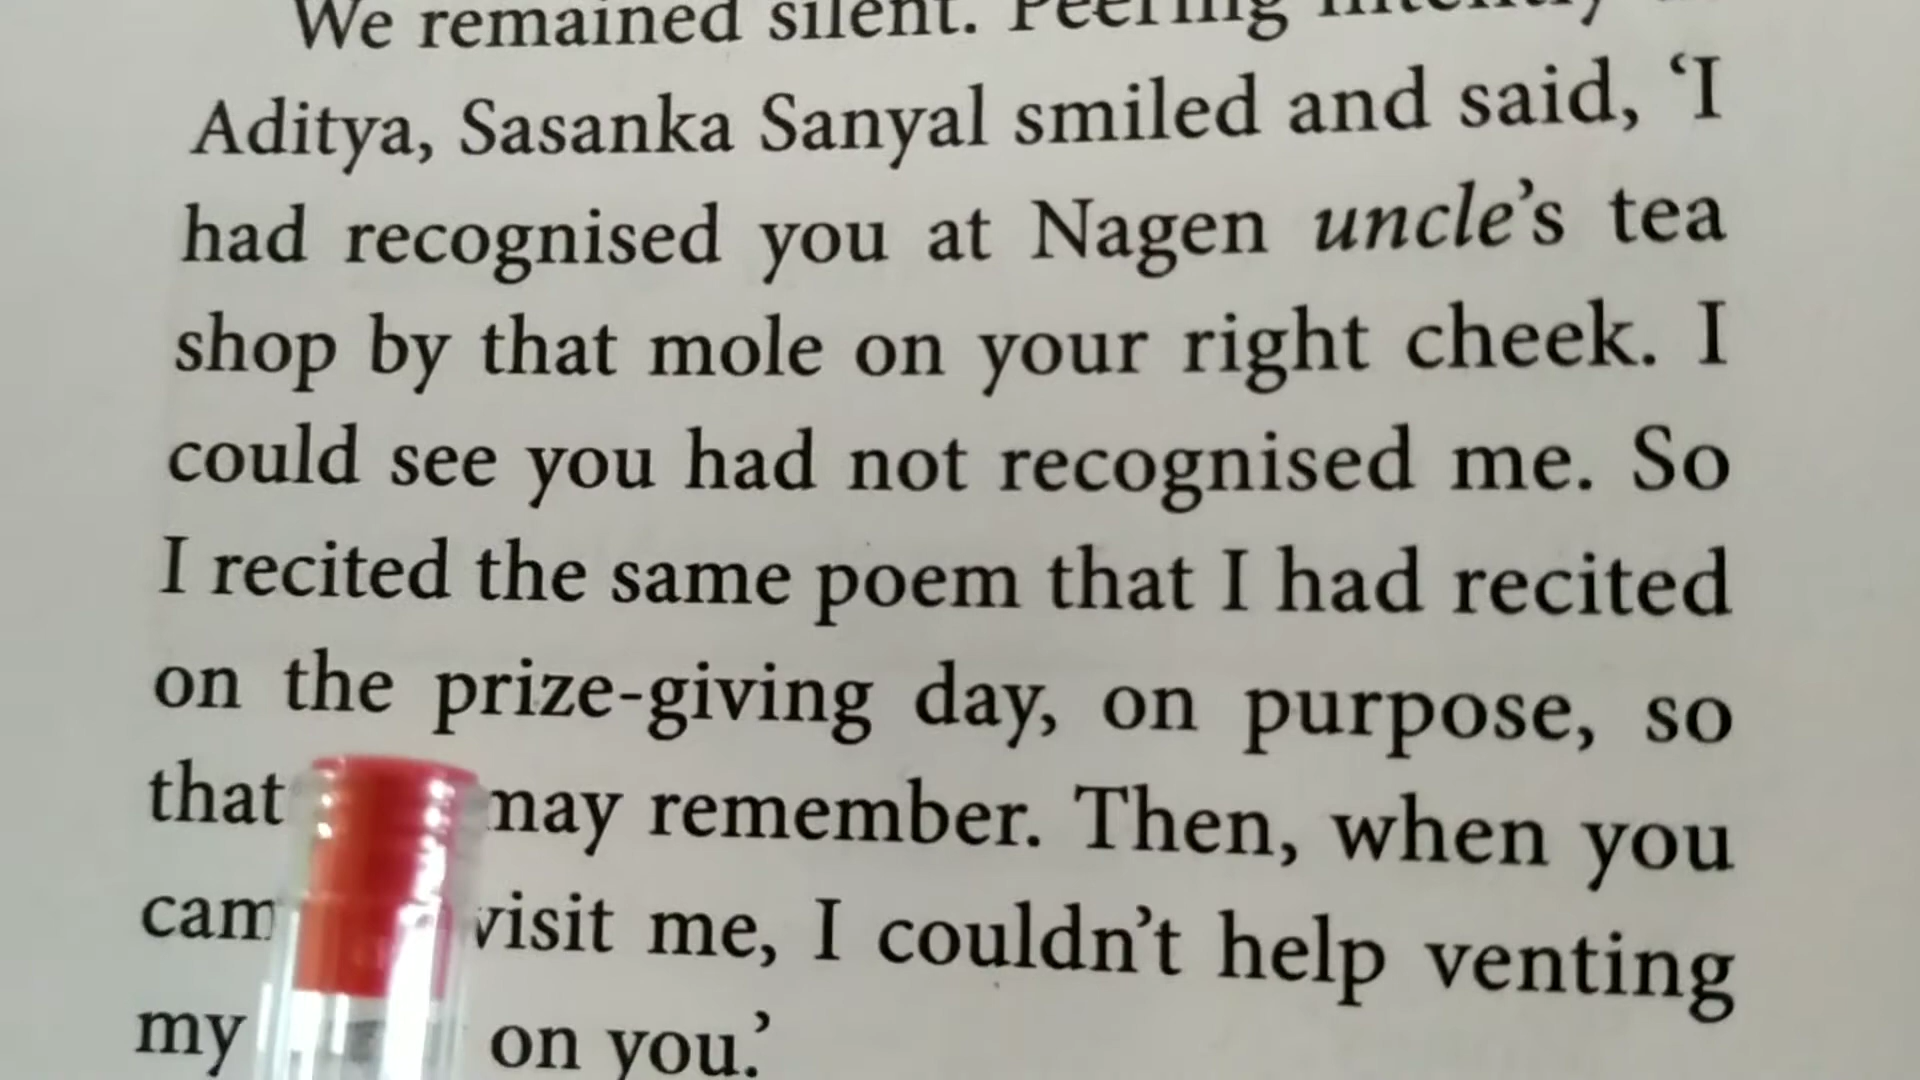 We remained silent. Peering intently
Aditya, Sasanka Sanyal smiled and said, ‘I
had recognised you at Nagen uncle’s tea
shop by that mole on your right cheek. I
could see you had not recognised me. So
I recited the same poem that I had recited
on the prize-giving day, on purpose, so
that may remember. Then, when you
visit me, I couldn’t help venting
my on you.’